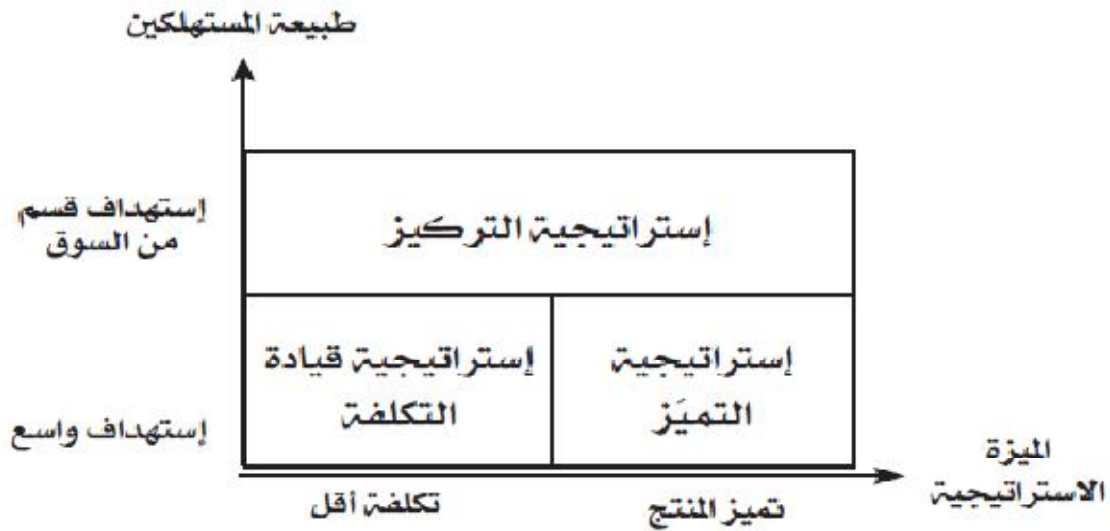 طبيعة المستهلكين
إستهداف قسم
من السوق
إستراتيجية التركيز
إستراتيجية
التميَز
إستراتيجية قيادة
التكلفة
إستهداف واسع
الميزة
الاستراتيجية
تميز المنتج
تكلفة أقل